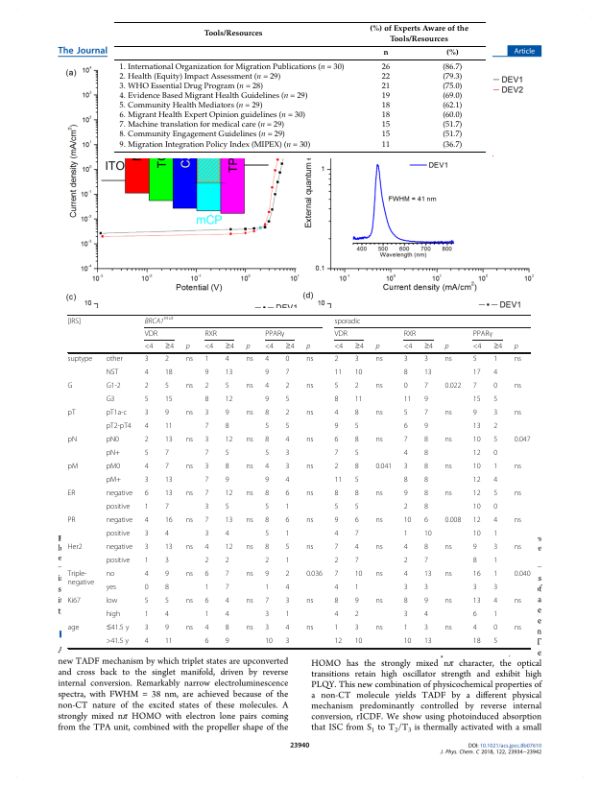 Tools/Resources
(%) of Experts Aware of the
Tools/Resources
n (%)
The Journal
Article
1. International Organization for Migration Publications (n = 30) 26 (86.7)
2. Health (Equity) Impact Assessment (n = 29) 22 (79.3)
3. WHO Essential Drug Program (n = 28) 21 (75.0)
4. Evidence Based Migrant Health Guidelines (n = 29) 19 (69.0)
5. Community Health Mediators (n = 29) 18 (62.1)
6. Migrant Health Expert Opinion guidelines (n = 30) 18 (60.0)
7. Machine translation for medical care (n = 29) 15 (51.7)
8. Community Engagement Guidelines (n = 29) 15 (51.7)
9. Migration Integration Policy Index (MIPEX) (n = 30) 11 (36.7)
(a)
DEV1
DEV2
Current density (mA/cm²)
10⁴
10³
10²
10¹
10⁰
10⁻¹
10⁻²
10⁻³
10⁻⁴
ITO
mCP
Potential (V)
External quantum
1
0.1
DEV1
FWHM = 41 nm
400 500 600 700 800
Wavelength (nm)
Current density (mA/cm²)
(c) 10
DEV1
(d) 10
DEV1
[IRS] BRCA1 sporadic
VDR RXR PPARγ VDR RXR PPARγ
<4 ≥4 p <4 ≥4 p <4 ≥4 p <4 ≥4 p <4 ≥4 p <4 ≥4 p
suptype other 3 2 ns 1 4 ns 4 0 ns 2 3 ns 3 3 ns 5 1 ns
NST 4 18 9 13 9 7 11 10 8 13 17 4
G G1-2 2 5 ns 2 5 ns 4 2 ns 5 2 ns 0 7 0.022 7 0 ns
G3 5 15 8 12 9 5 8 11 11 9 15 5
pT pT1a-c 3 9 ns 3 9 ns 8 2 ns 4 8 ns 5 7 ns 9 3 ns
pT2-pT4 4 11 7 8 5 5 9 5 6 9 13 2
pN pN0 2 13 ns 3 12 ns 8 4 ns 6 8 ns 7 8 ns 10 5 0.047
pN+ 5 7 7 5 5 3 7 5 4 8 12 0
pM pM0 4 7 ns 3 8 ns 4 3 ns 2 8 0.041 3 8 ns 10 1 ns
pM+ 3 13 7 9 9 4 11 5 8 8 12 4
ER negative 6 13 ns 7 12 ns 8 6 ns 8 8 ns 9 8 ns 12 5 ns
positive 1 7 3 5 5 1 5 5 2 8 10 0
PR negative 4 16 ns 7 13 ns 8 6 ns 9 6 ns 10 6 0.008 12 4 ns
positive 3 4 3 4 5 1 4 7 1 10 10 1
Her2 negative 3 13 ns 4 12 ns 8 5 ns 7 4 ns 4 8 ns 9 3 ns
positive 1 3 2 2 2 1 2 7 2 7 8 1
Triple-negative no 4 9 ns 6 7 ns 9 2 0.036 7 10 ns 4 13 ns 16 1 0.040
yes 0 8 1 7 1 4 4 1 3 3 3 3
Ki67 low 5 5 ns 6 4 ns 7 3 ns 8 9 ns 8 9 ns 13 4 ns
high 1 4 1 4 3 1 4 2 3 4 6 1
age ≤41.5 y 3 9 ns 4 8 ns 3 4 ns 1 3 ns 1 3 ns 4 0 ns
>41.5 y 4 11 6 9 10 3 12 10 10 13 18 5
new TADF mechanism by which triplet states are upconverted
and cross back to the singlet manifold, driven by reverse
internal conversion. Remarkably narrow electroluminescence
spectra, with FWHM = 38 nm, are achieved because of the
non-CT nature of the excited states of these molecules. A
strongly mixed nπ HOMO with electron lone pairs coming
from the TPA unit, combined with the propeller shape of the
HOMO has the strongly mixed nπ character, the optical
transitions retain high oscillator strength and exhibit high
PLQY. This new combination of physicochemical properties of
a non-CT molecule yields TADF by a different physical
mechanism predominantly controlled by reverse internal
conversion, rICDF. We show using photoinduced absorption
that ISC from S₁ to T₂/T₃ is thermally activated with a small
23940
DOI: 10.1021/acs.jpcc.8b07610
J. Phys. Chem. C 2018, 122, 23934−23942